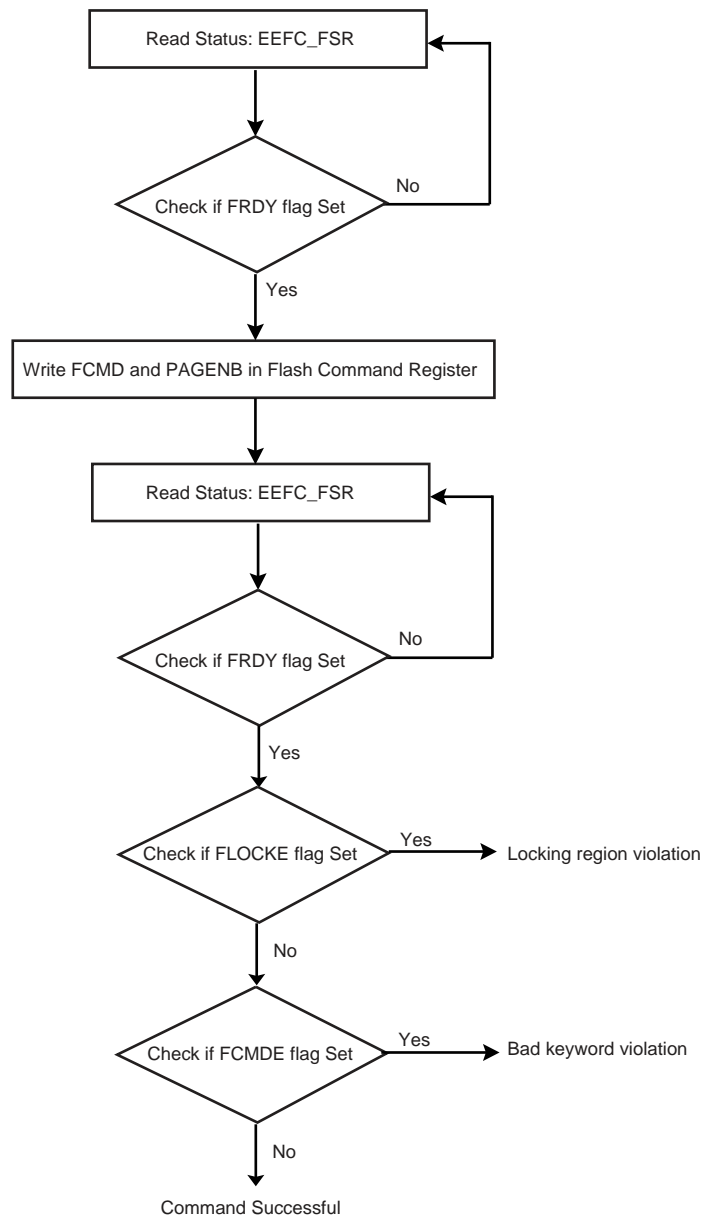 Read Status: EEFC_FSR
No
Check if FRDY flag Set
Yes
Write FCMD and PAGENB in Flash Command Register
Read Status: EEFC_FSR
No
Check if FRDY flag Set
Yes
Check if FLOCKE flag Set
Yes
Locking region violation
No
Check if FCMDE flag Set
Yes
Bad keyword violation
No
Command Successful